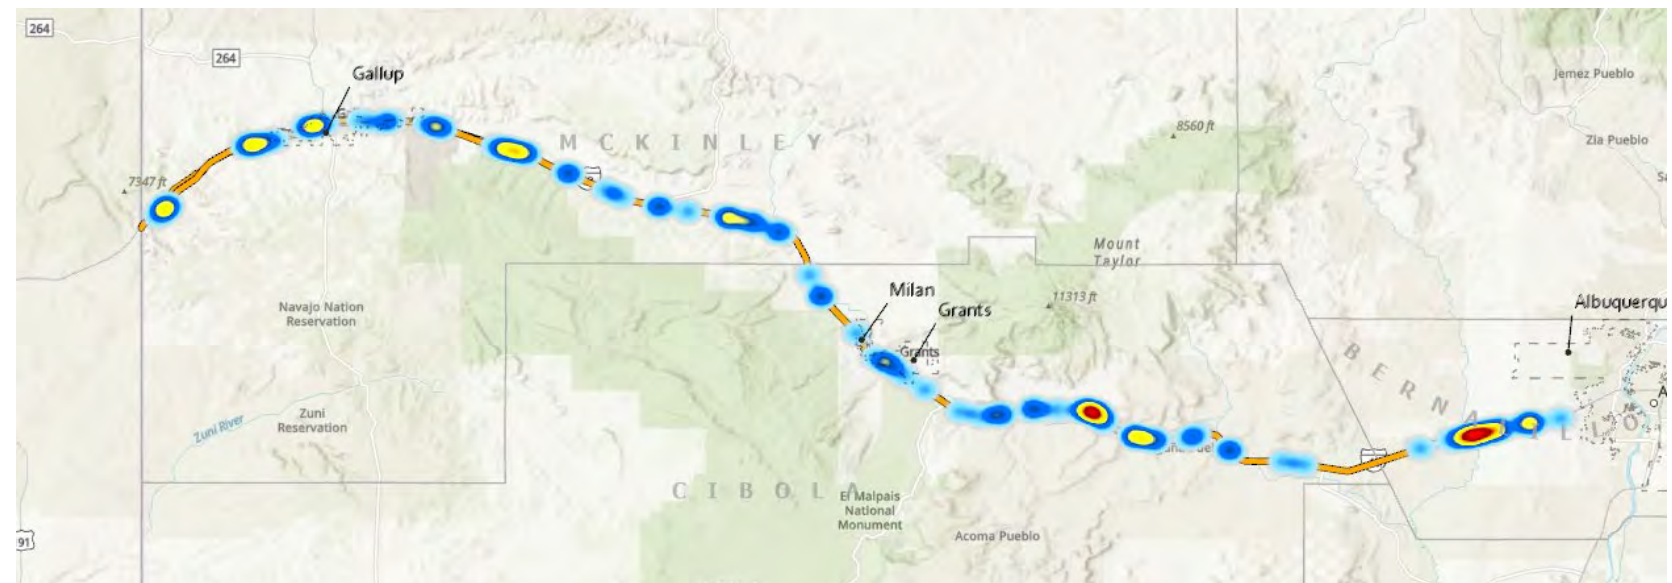 264
264
Gallup
Jemez Pueblo
8560 ft
MCKINLEY
Zia Pueblo
7347 ft
Mount
Taylor
Milan
11313 ft
Albuquerqu
Navajo Nation
Reservation
Grants
Grants
BERNALILLO
Zuni River
Zuni
Reservation
A
CIBOLA
El Malpais
National
Monument
Acoma Pueblo
91